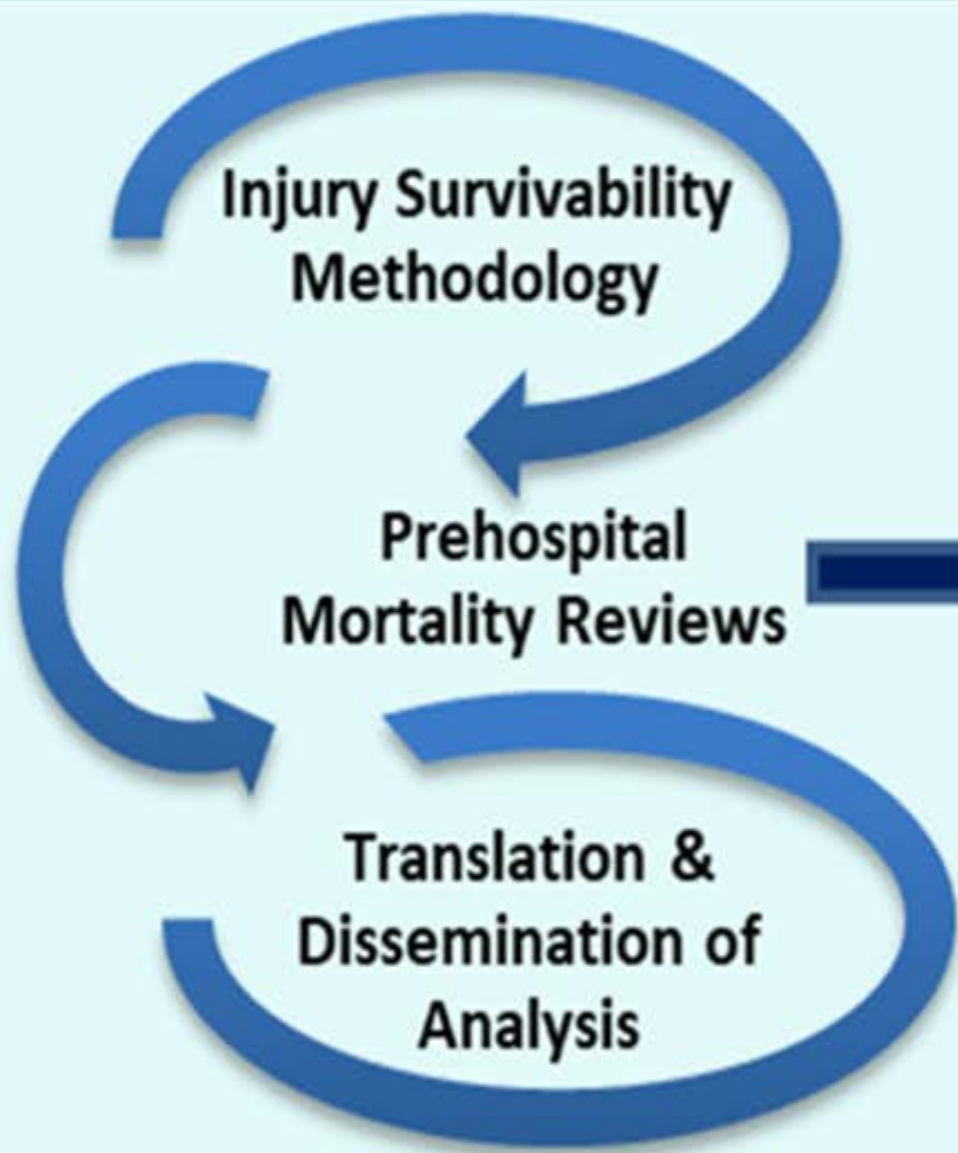 Injury Survivability
Methodology
Prehospital
Mortality Reviews
Translation &
Dissemination of
Analysis